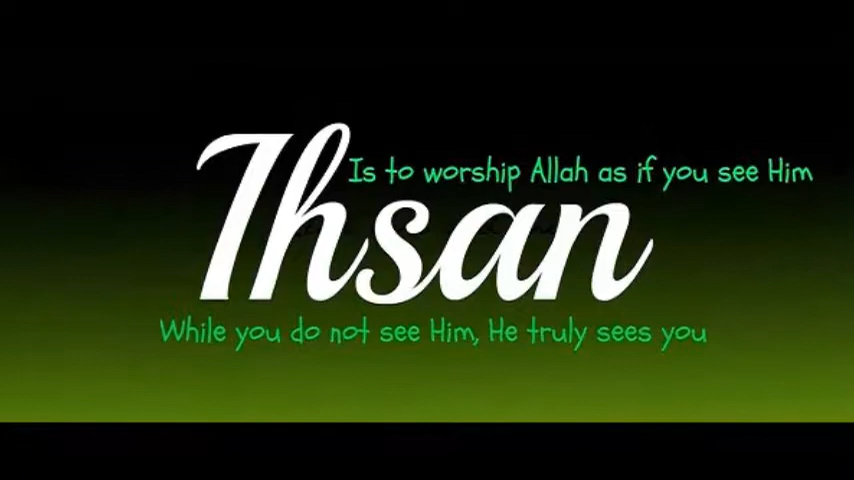 Ihsan
Is to worship Allah as if you see Him
While you do not see Him, He truly sees you